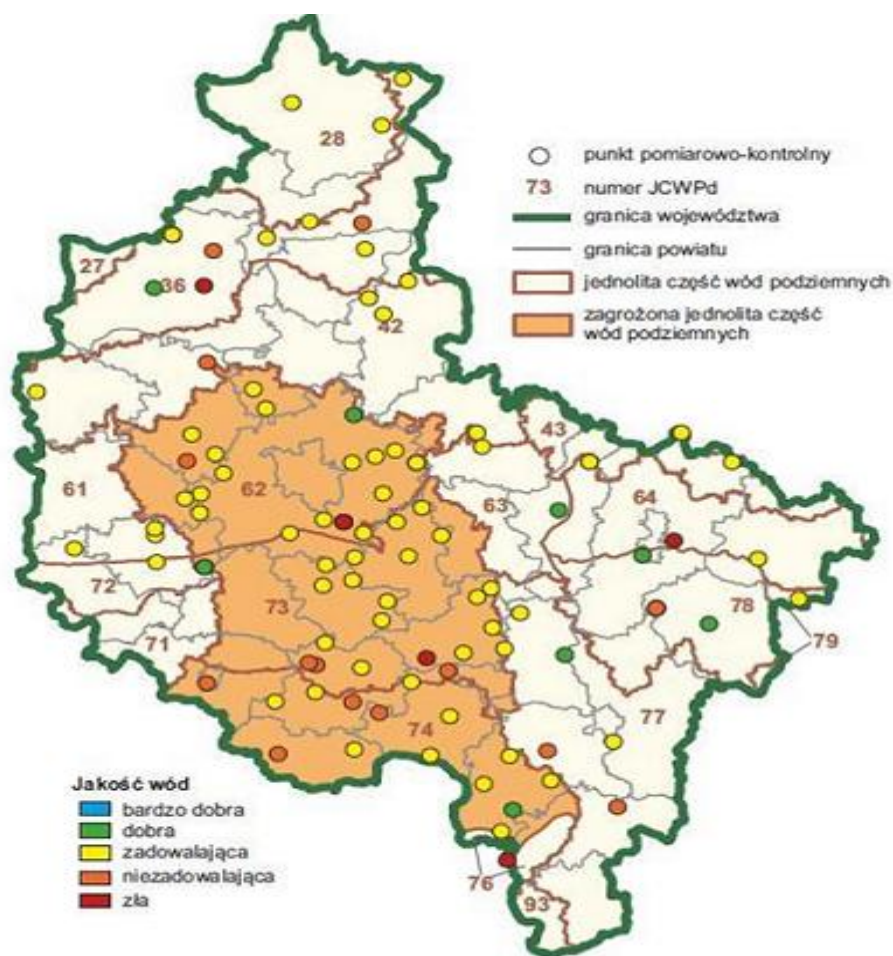 28
punkt pomiarowo-kontrolny
73 numer JCWPd
granica województwa
granica powiatu
jednolita część wód podziemnych
zagrożona jednolita część
wód podziemnych
27
36
42
43
61
62
63
64
72
73
71
78
79
77
74
76
93
Jakość wód
bardzo dobra
dobra
zadowalająca
niezadowalająca
zła